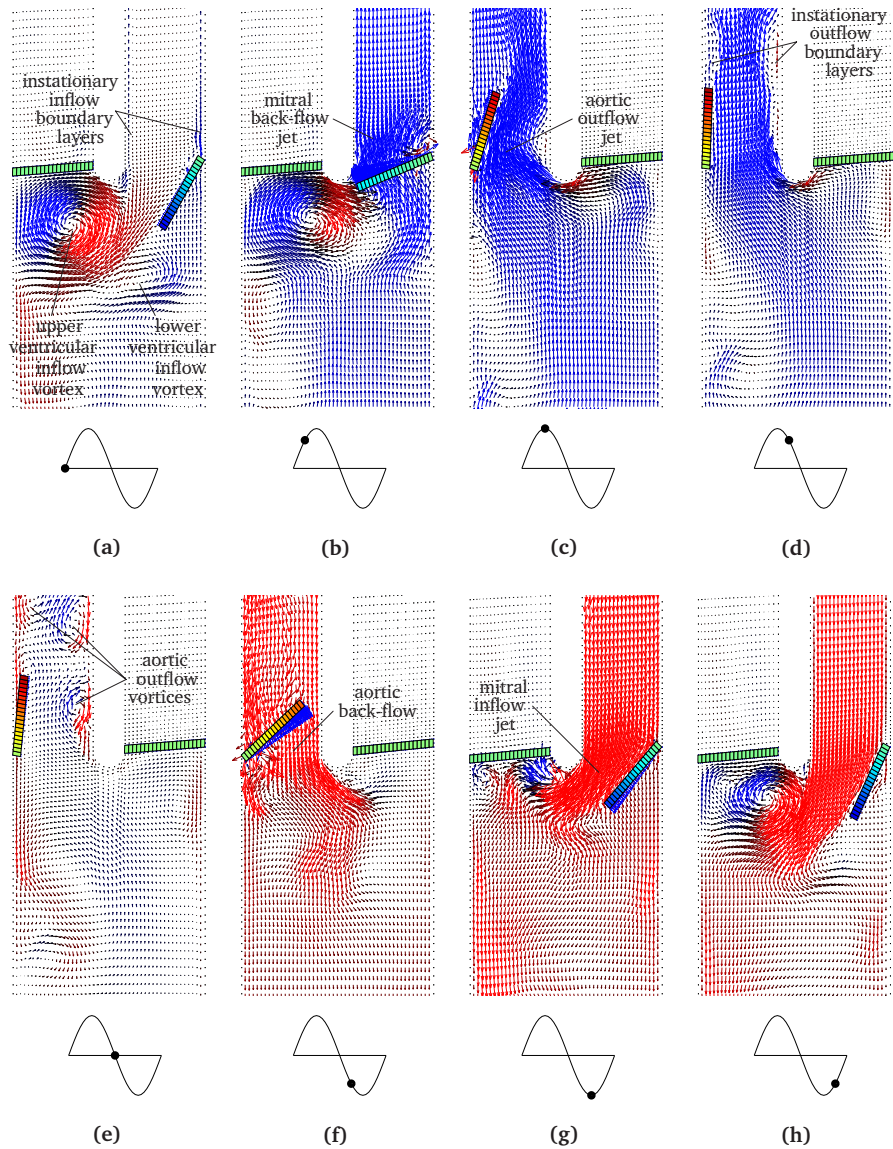 instationary
inflow
boundary
layers
upper
ventricular
inflow
vortex
lower
ventricular
inflow
vortex
mitral
back-flow
jet
aortic
outflow
jet
instationary
outflow
boundary
layers
(a)
(b)
(c)
(d)
aortic
outflow
vortices
aortic
back-flow
mitral
inflow
jet
(e)
(f)
(g)
(h)